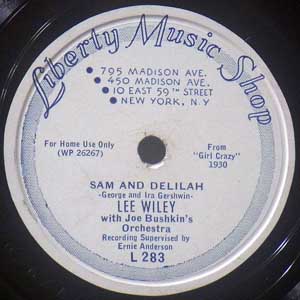 Liberty Music Shop
• 795 MADISON AVE.
• 450 MADISON AVE.
• 10 EAST 59TH STREET
• NEW YORK, N.Y
For Home Use Only
(WP 26267)
From
"Girl Crazy"
1930
SAM AND DELILAH
-George and Ira Gershwin-
LEE WILEY
with Joe Bushkin's
Orchestra
Recording Supervised by
Ernie Anderson
L 283